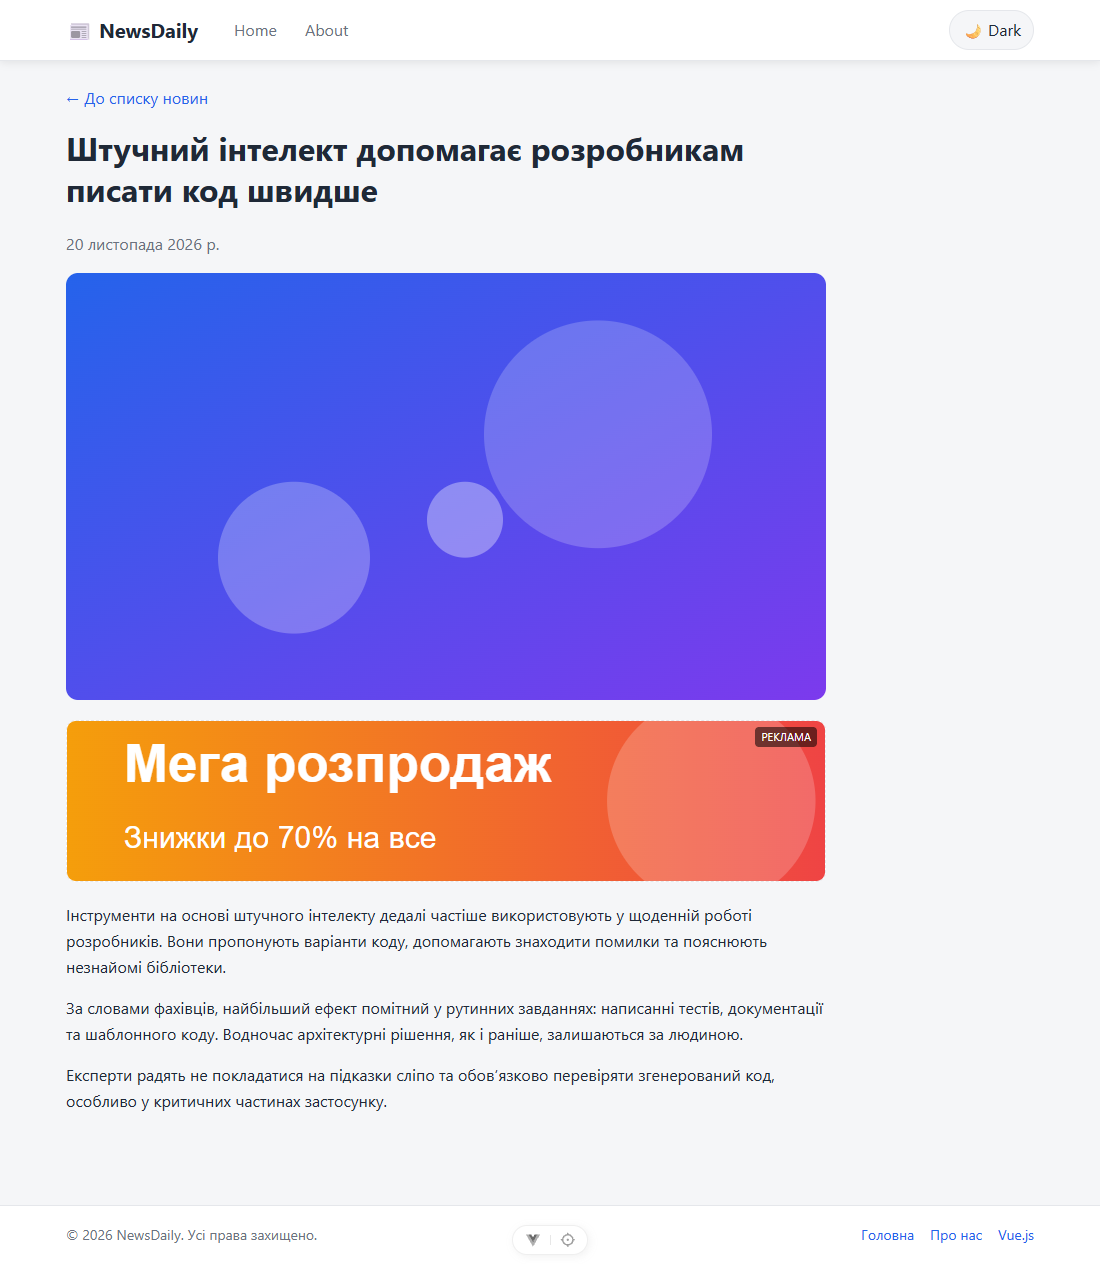 NewsDaily
Home
About
Dark
← До списку новин
Штучний інтелект допомагає розробникам
писати код швидше
20 листопада 2026 р.
РЕКЛАМА
Мега розпродаж
Знижки до 70% на все
Інструменти на основі штучного інтелекту дедалі частіше використовують у щоденній роботі
розробників. Вони пропонують варіанти коду, допомагають знаходити помилки та пояснюють
незнайомі бібліотеки.
За словами фахівців, найбільший ефект помітний у рутинних завданнях: написанні тестів, документації
та шаблонного коду. Водночас архітектурні рішення, як і раніше, залишаються за людиною.
Експерти радять не покладатися на підказки сліпо та обов’язково перевіряти згенерований код,
особливо у критичних частинах застосунку.
© 2026 NewsDaily. Усі права захищено.
Головна
Про нас
Vue.js